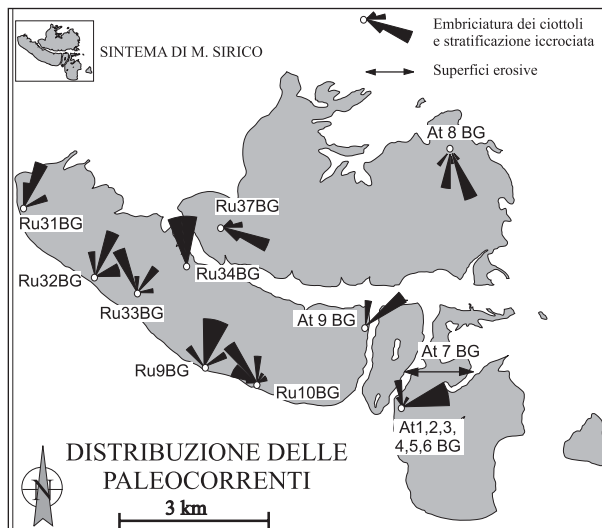 SINTEMA DI M. SIRICO
Embriciatura dei ciottoli
e stratificazione iccrociata
Superfici erosive
At 8 BG
Ru31BG
Ru37BG
Ru32BG
Ru34BG
Ru33BG
At 9 BG
At 7 BG
Ru9BG
Ru10BG
At1,2,3,
4,5,6 BG
DISTRIBUZIONE DELLE
PALEOCORRENTI
N
3 km